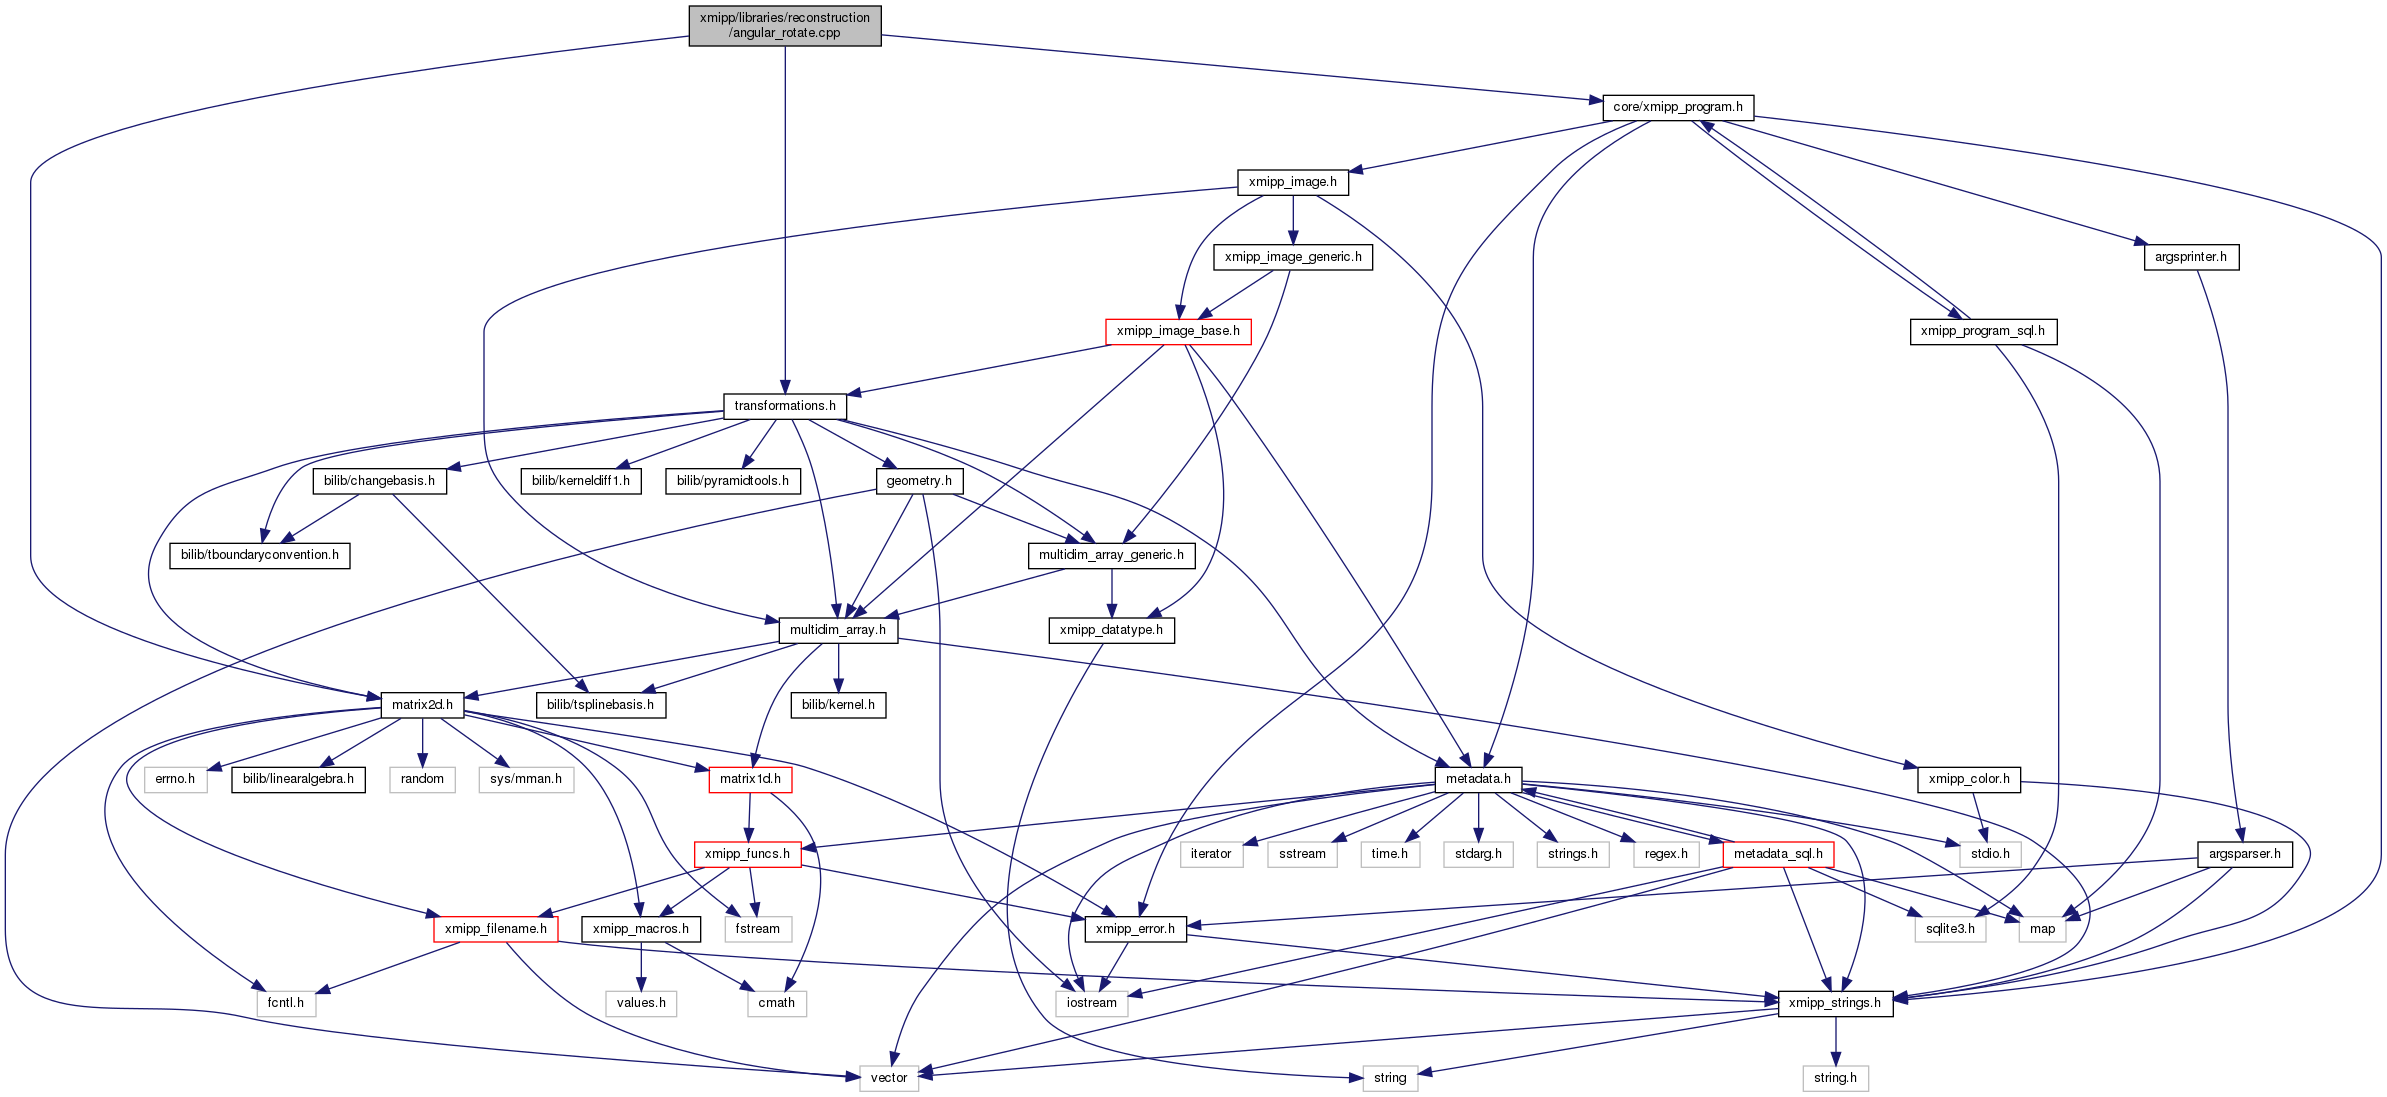 xmipp/libraries/reconstruction
/angular_rotate.cpp
core/xmipp_program.h
xmipp_image.h
xmipp_image_generic.h
argsprinter.h
xmipp_image_base.h
xmipp_program_sql.h
transformations.h
bilib/changebasis.h
bilib/kerneldiff1.h
bilib/pyramidtools.h
geometry.h
bilib/tboundaryconvention.h
multidim_array_generic.h
multidim_array.h
xmipp_datatype.h
matrix2d.h
bilib/tsplinebasis.h
bilib/kernel.h
errno.h
bilib/linearalgebra.h
random
sys/mman.h
matrix1d.h
metadata.h
xmipp_color.h
xmipp_funcs.h
iterator
sstream
time.h
stdarg.h
strings.h
regex.h
metadata_sql.h
stdio.h
argsparser.h
xmipp_filename.h
xmipp_macros.h
fstream
xmipp_error.h
sqlite3.h
map
fcntl.h
values.h
cmath
iostream
xmipp_strings.h
vector
string
string.h